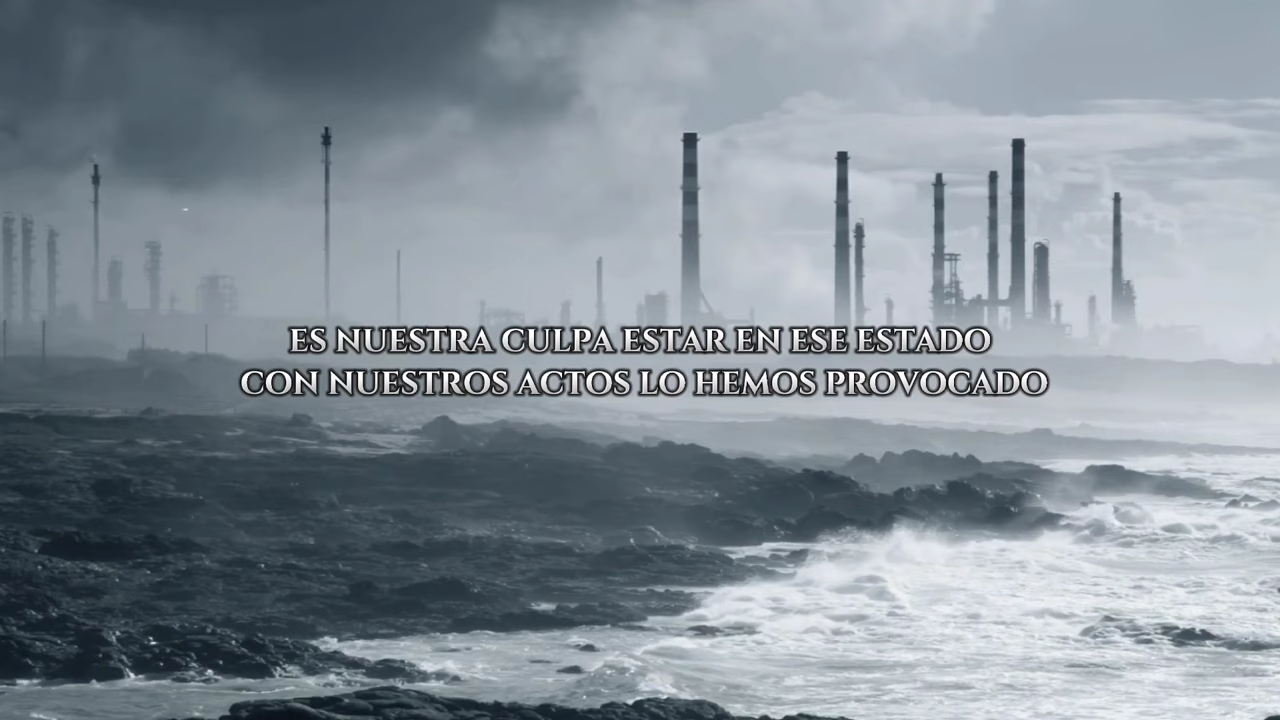 ES NUESTRA CULPA ESTAR EN ESE ESTADO
CON NUESTROS ACTOS LO HEMOS PROVOCADO